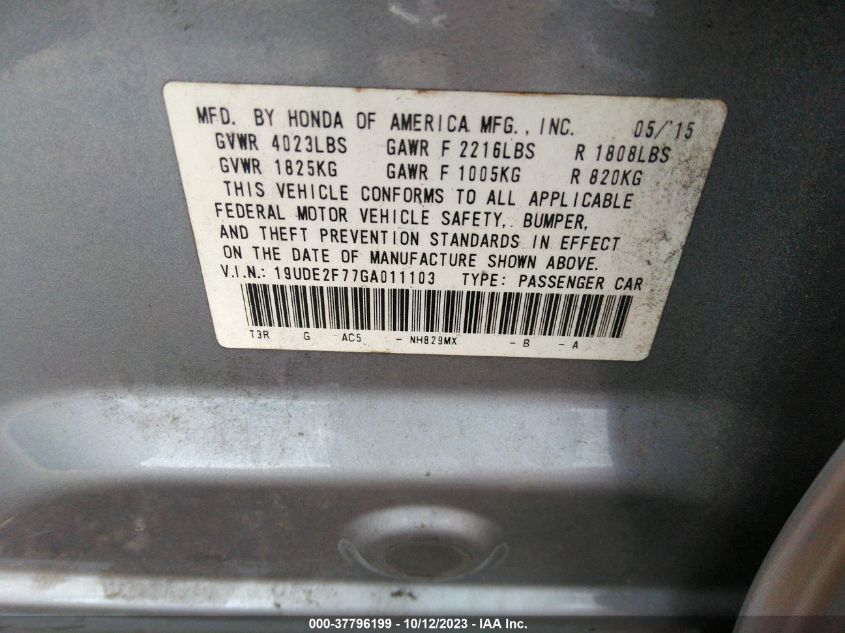 MFD. BY HONDA OF AMERICA MFG., INC. 05/'15
GVWR 4023LBS GAWR F 2216LBS R 1808LBS
GVWR 1825KG GAWR F 1005KG R 820KG
THIS VEHICLE CONFORMS TO ALL APPLICABLE
FEDERAL MOTOR VEHICLE SAFETY, BUMPER,
AND THEFT PREVENTION STANDARDS IN EFFECT
ON THE DATE OF MANUFACTURE SHOWN ABOVE.
V.I.N.: 19UDE2F77GA011103 TYPE: PASSENGER CAR
T3R G AC5 - NH829MX - B - A
000-37796199 - 10/12/2023 - IAA Inc.